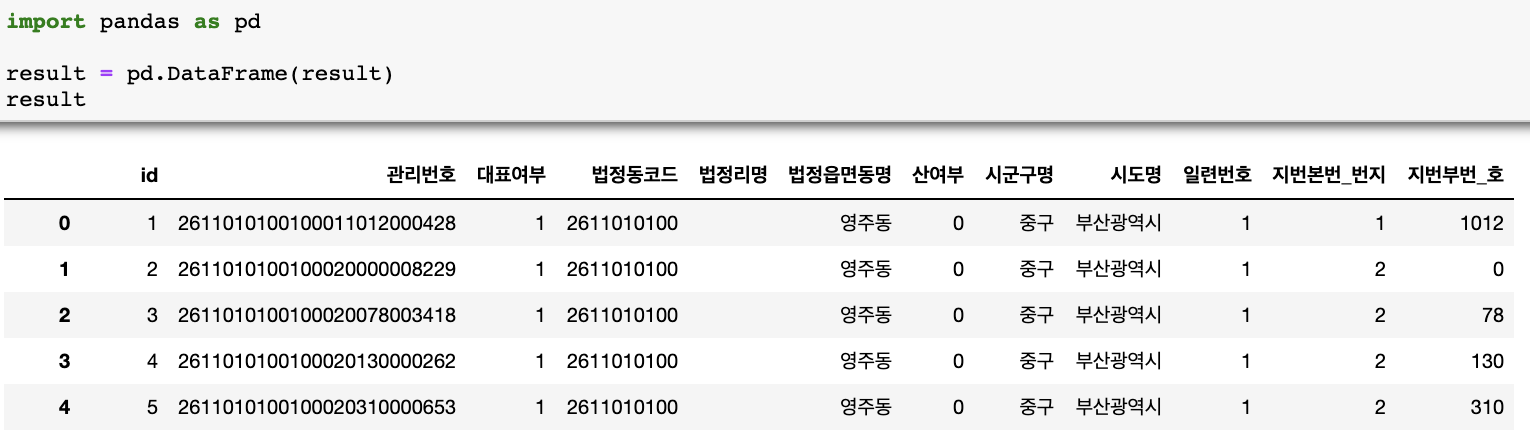 import pandas as pd
result = pd.DataFrame(result)
result
id 관리번호 대표여부 법정동코드 법정리명 법정읍면동명 산여부 시군구명 시도명 일련번호 지번본번_번지 지번부번_호
0 1 2611010100100011012000428 1 2611010100 영주동 0 중구 부산광역시 1 1 1012
1 2 2611010100100020000008229 1 2611010100 영주동 0 중구 부산광역시 1 2 0
2 3 2611010100100020078003418 1 2611010100 영주동 0 중구 부산광역시 1 2 78
3 4 2611010100100020130000262 1 2611010100 영주동 0 중구 부산광역시 1 2 130
4 5 2611010100100020310000653 1 2611010100 영주동 0 중구 부산광역시 1 2 310